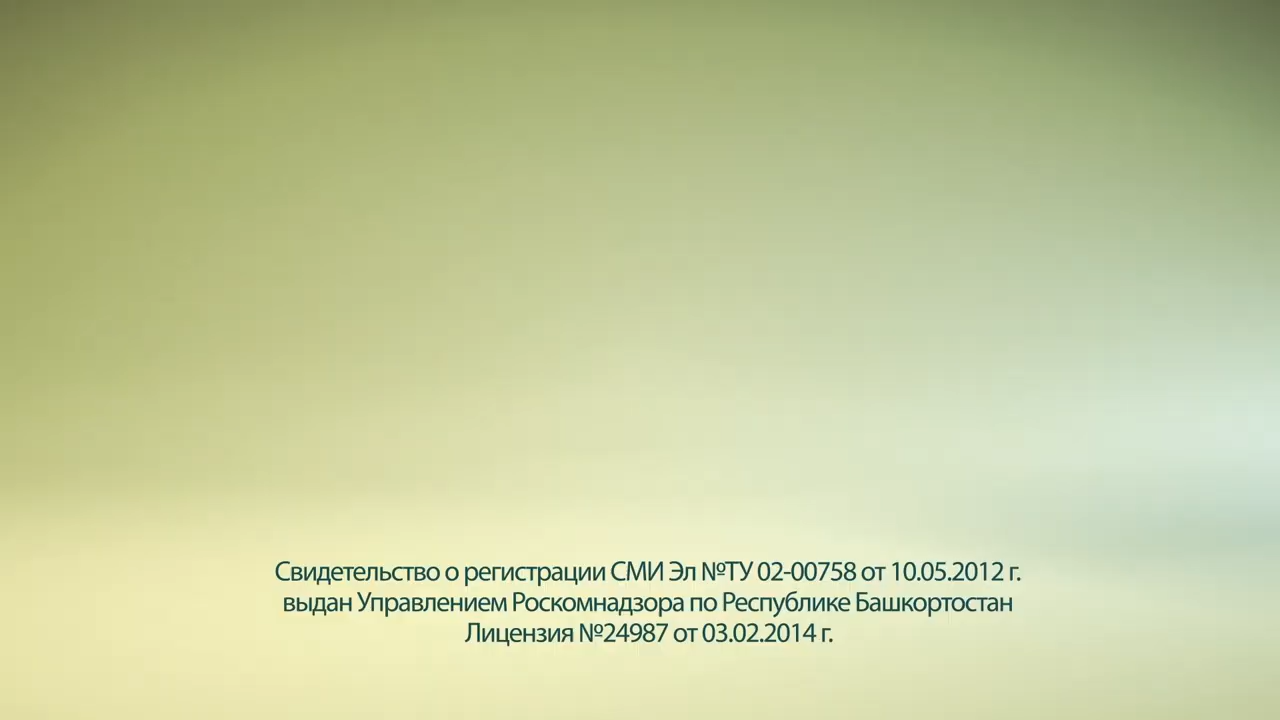 Свидетельство о регистрации СМИ Эл №ТУ 02-00758 от 10.05.2012 г.
выдан Управлением Роскомнадзора по Республике Башкортостан
Лицензия №24987 от 03.02.2014 г.